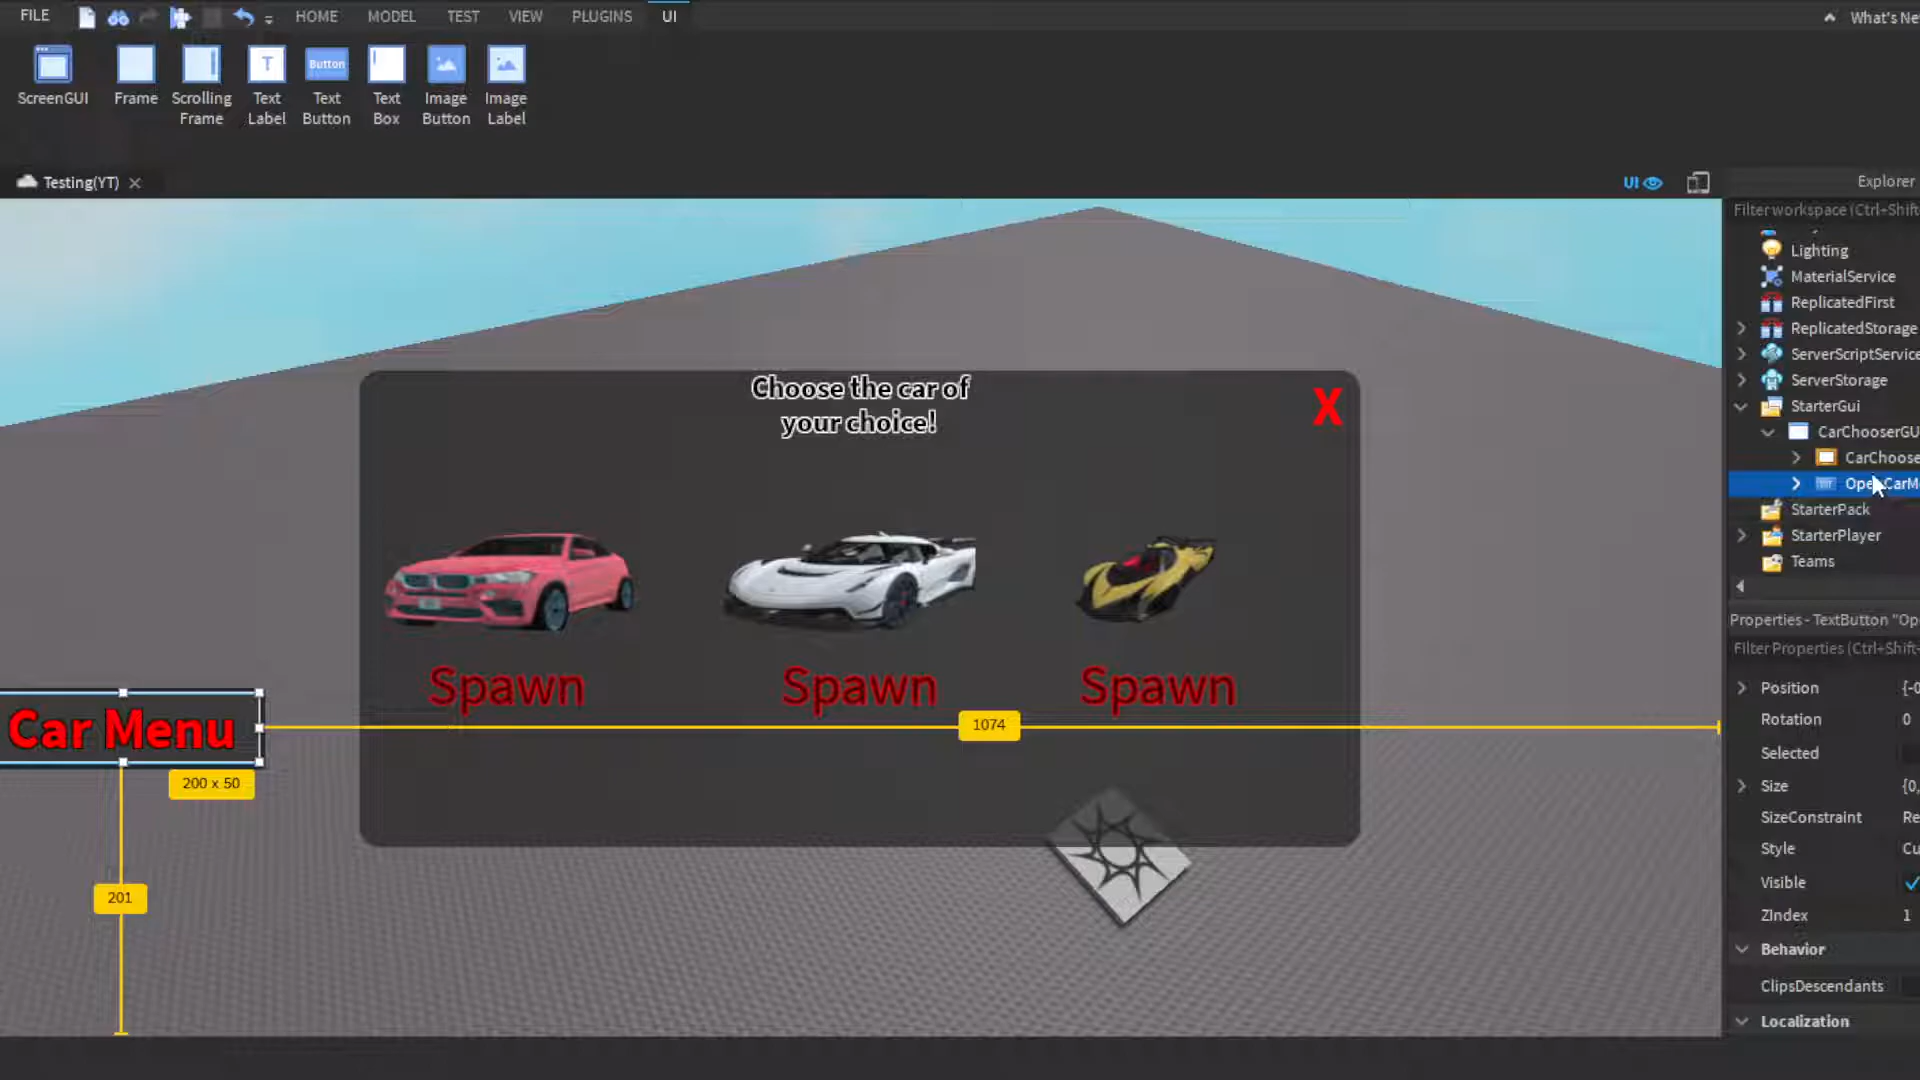 FILE
HOME
MODEL
TEST
VIEW
PLUGINS
UI
What's Ne
ScreenGUI
Frame
Scrolling
Frame
T
Text
Label
Button
Text
Button
Text
Box
Image
Button
Image
Label
Testing(YT)
UI
Explorer
Filter workspace (Ctrl+Shift
Lighting
MaterialService
ReplicatedFirst
ReplicatedStorage
ServerScriptService
ServerStorage
StarterGui
CarChooserGU
CarChoose
CarM
StarterPack
StarterPlayer
Teams
Choose the car of
your choice!
X
Spawn
Spawn
Spawn
Car Menu
1074
200 x 50
201
Properties - TextButton "Op
Filter Properties (Ctrl+Shift-
Position
Rotation
0
Selected
Size
{0,
SizeConstraint
Re
Style
Cu
Visible
ZIndex
1
Behavior
ClipsDescendants
Localization